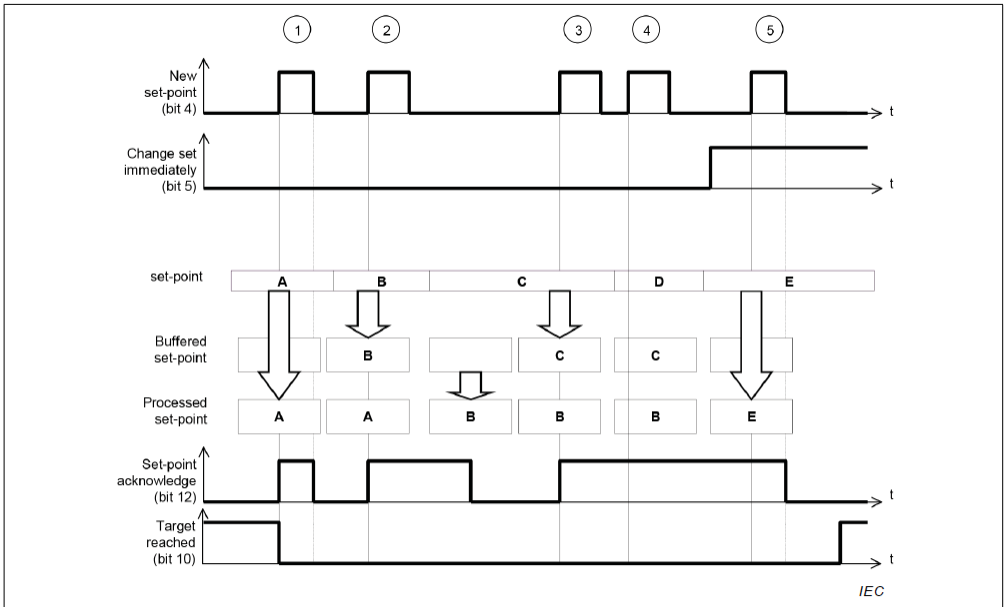 1 2 3 4 5
New
set-point
(bit 4)
t
Change set
immediately
(bit 5)
t
set-point
A B C D E
Buffered
set-point
B C C
Processed
set-point
A A B B B E
Set-point
acknowledge
(bit 12)
t
Target
reached
(bit 10)
t
IEC